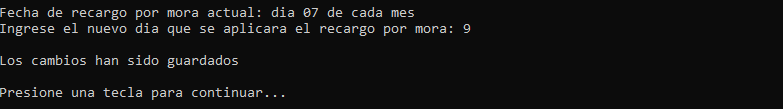 Fecha de recargo por mora actual: dia 07 de cada mes
Ingrese el nuevo dia que se aplicara el recargo por mora: 9
Los cambios han sido guardados
Presione una tecla para continuar...